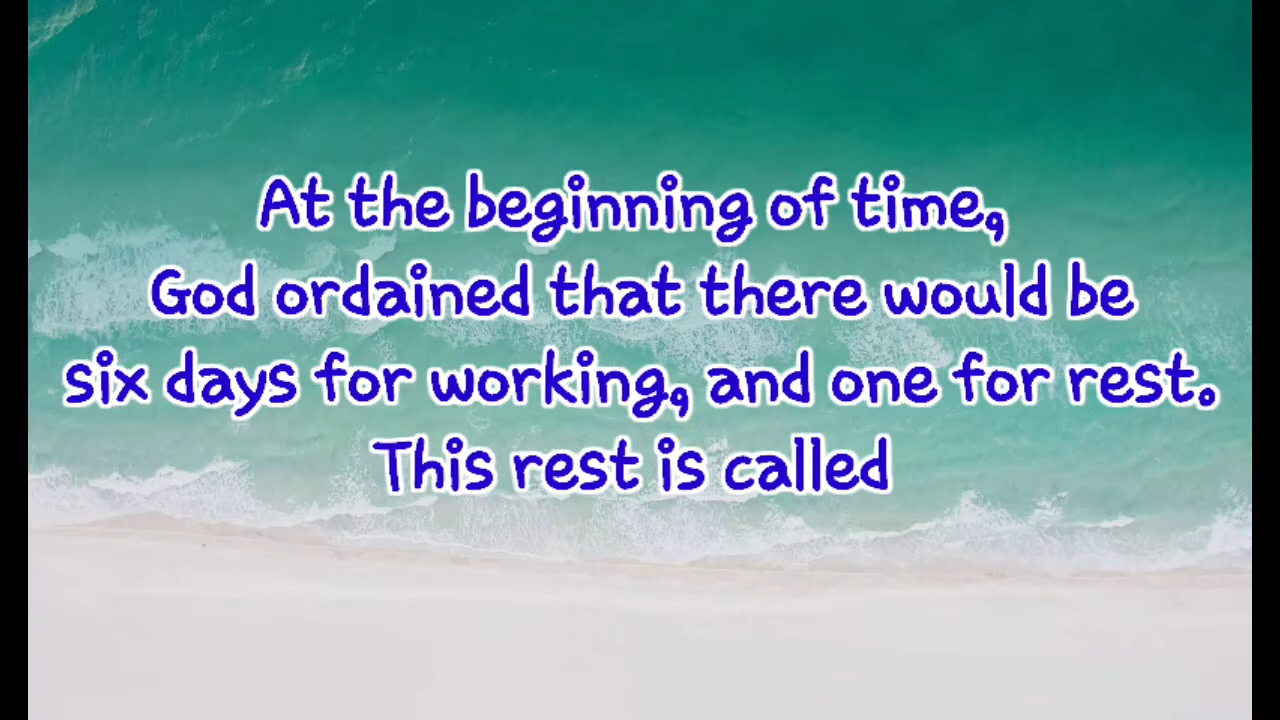 At the beginning of time,
God ordained that there would be
six days for working, and one for rest.
This rest is called